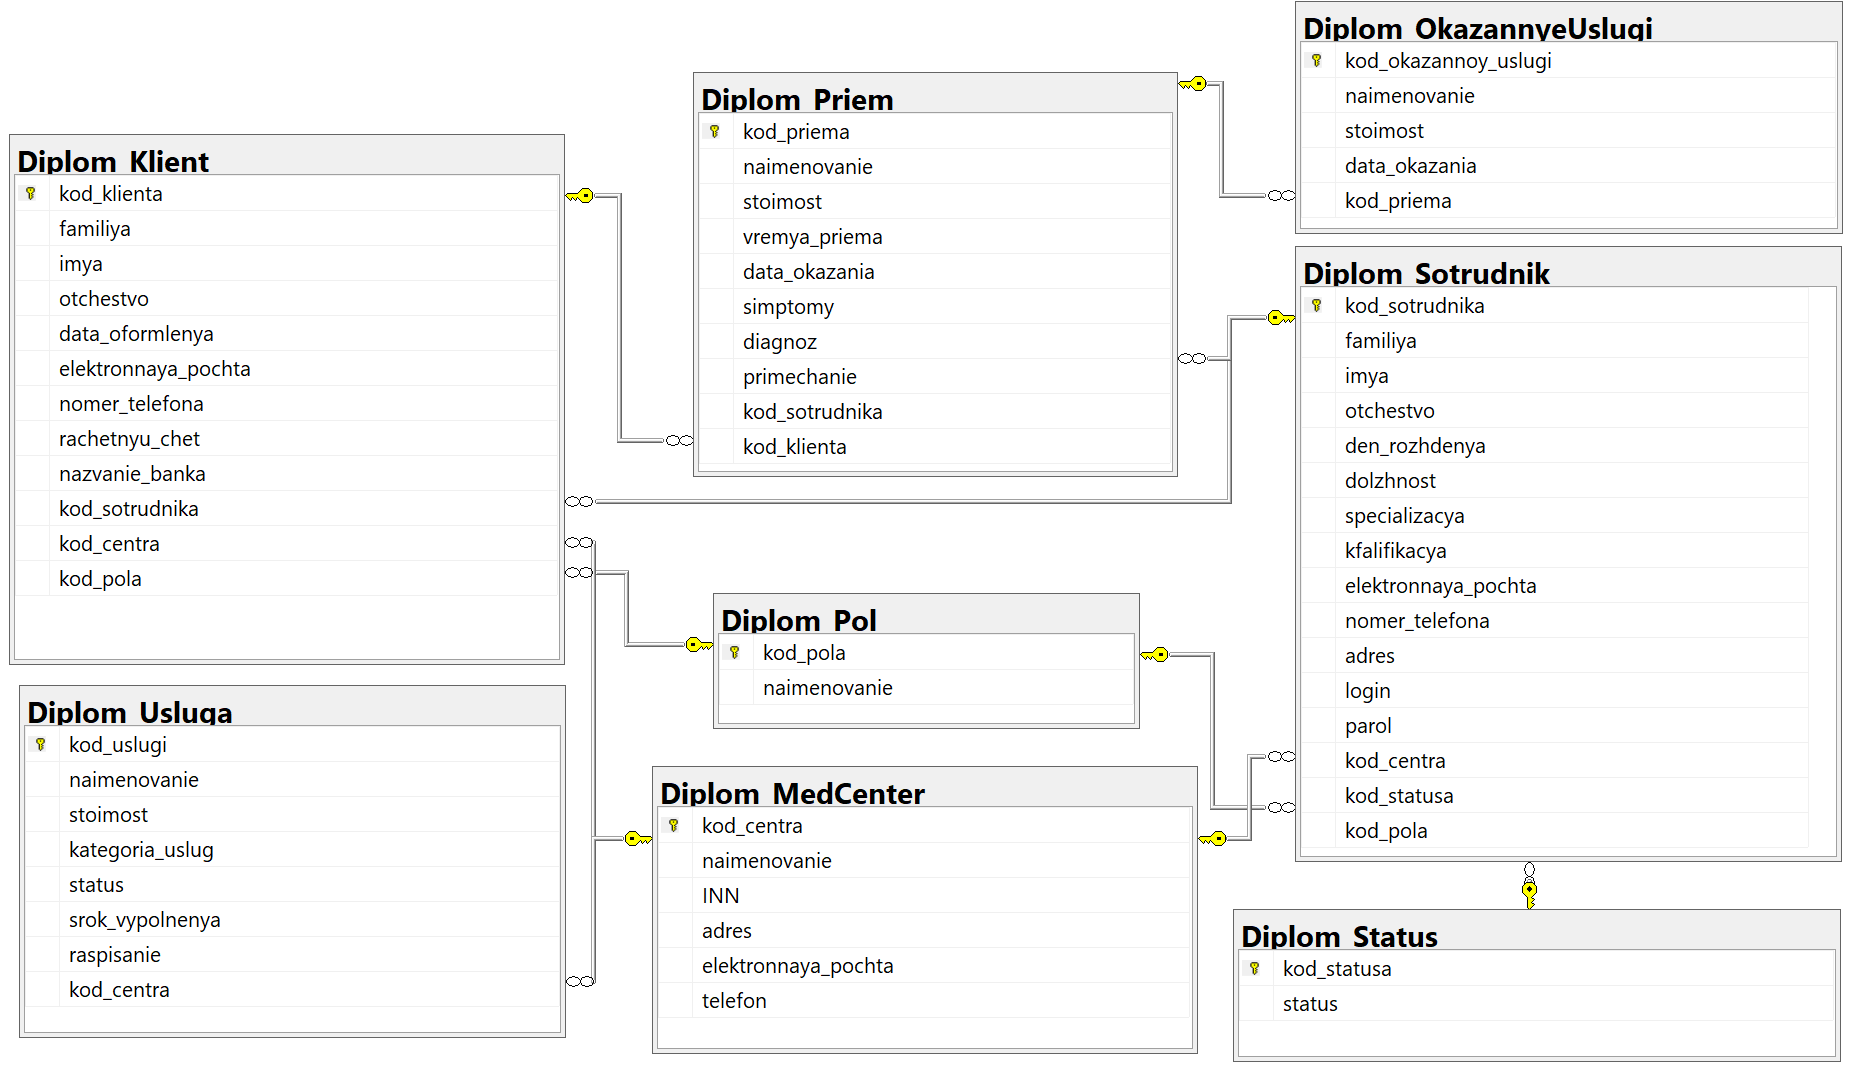 Diplom_Klient
kod_klienta
familiya
imya
otchestvo
data_oformlenya
elektronnaya_pochta
nomer_telefona
rachetnyu_chet
nazvanie_banka
kod_sotrudnika
kod_centra
kod_pola
Diplom_Usluga
kod_uslugi
naimenovanie
stoimost
kategoria_uslug
status
srok_vypolnenya
raspisanie
kod_centra
Diplom_Priem
kod_priema
naimenovanie
stoimost
vremya_priema
data_okazania
simptomy
diagnoz
primechanie
kod_sotrudnika
kod_klienta
Diplom_Pol
kod_pola
naimenovanie
Diplom_MedCenter
kod_centra
naimenovanie
INN
adres
elektronnaya_pochta
telefon
Diplom_OkazannyeUslugi
kod_okazannoy_uslugi
naimenovanie
stoimost
data_okazania
kod_priema
Diplom_Sotrudnik
kod_sotrudnika
familiya
imya
otchestvo
den_rozhdenya
dolzhnost
specializacya
kfalifikacya
elektronnaya_pochta
nomer_telefona
adres
login
parol
kod_centra
kod_statusa
kod_pola
Diplom_Status
kod_statusa
status